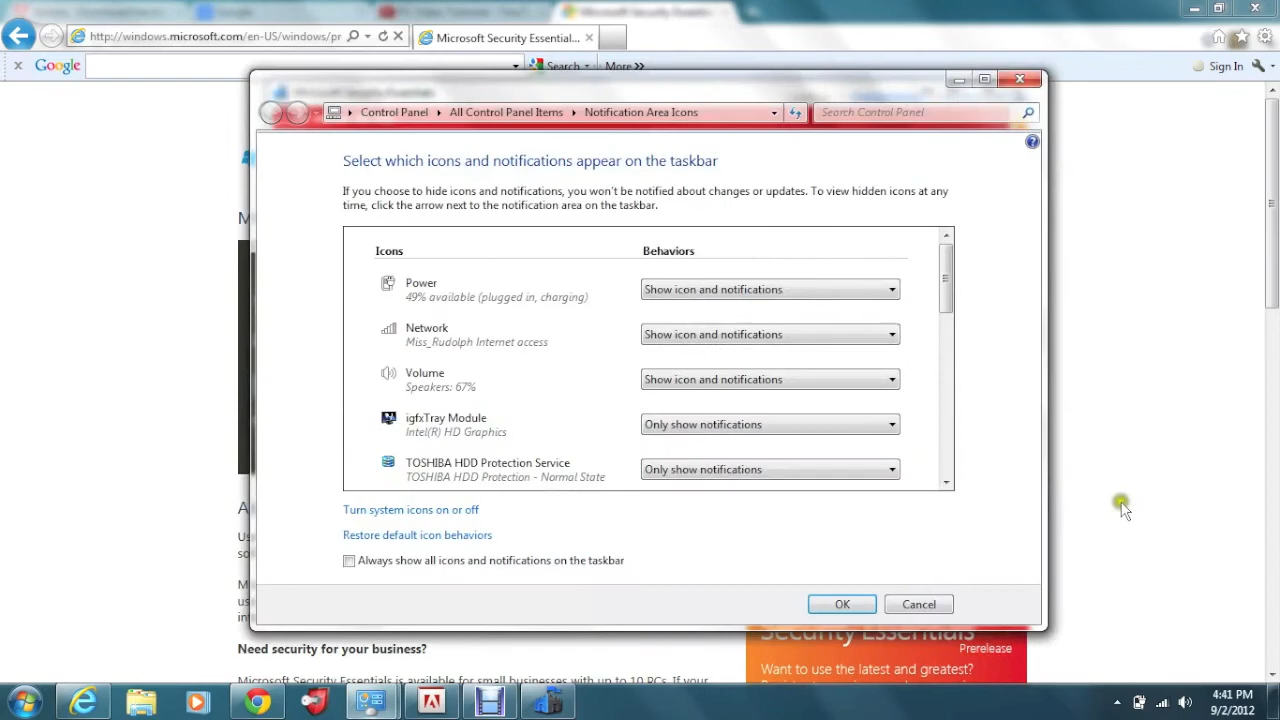 Google
http://windows.microsoft.com/en-US/windows/pr
Microsoft Security Essential...
Google
Search
More »
Sign In
Control Panel
All Control Panel Items
Notification Area Icons
Search Control Panel
Select which icons and notifications appear on the taskbar
If you choose to hide icons and notifications, you won't be notified about changes or updates. To view hidden icons at any
time, click the arrow next to the notification area on the taskbar.
Icons
Behaviors
Power
49% available (plugged in, charging)
Show icon and notifications
Network
Miss_Rudolph Internet access
Show icon and notifications
Volume
Speakers: 67%
Show icon and notifications
igfxTray Module
Intel(R) HD Graphics
Only show notifications
TOSHIBA HDD Protection Service
TOSHIBA HDD Protection - Normal State
Only show notifications
Turn system icons on or off
Restore default icon behaviors
Always show all icons and notifications on the taskbar
OK
Cancel
Security Essentials
Prerelease
Need security for your business?
Want to use the latest and greatest?
Microsoft Security Essentials is available for small businesses with up to 10 PCs. If your
4:41 PM
9/2/2012